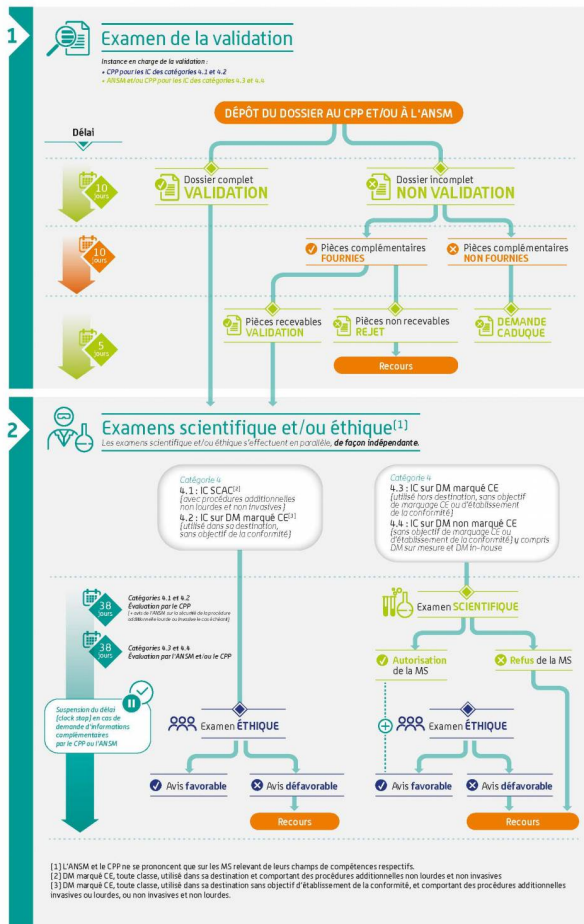 1
Examen de la validation
Instance en charge de la validation :
• CPP pour les IC des catégories 4.1 et 4.2
• ANSM et/ou CPP pour les IC des catégories 4.3 et 4.4
DÉPÔT DU DOSSIER AU CPP ET/OU À L'ANSM
Délai
10
jours
Dossier complet
VALIDATION
Dossier incomplet
NON VALIDATION
10
jours
Pièces complémentaires
FOURNIES
Pièces complémentaires
NON FOURNIES
5
jours
Pièces recevables
VALIDATION
Pièces non recevables
REJET
DEMANDE
CADUQUE
Recours
2
Examens scientifique et/ou éthique[1]
Les examens scientifique et/ou éthique s'effectuent en parallèle, de façon indépendante.
Catégorie 4
4.1 : IC SCAC[2]
[avec procédures additionnelles
non lourdes et non invasives]
4.2 : IC sur DM marqué CE[3]
[utilisé dans sa destination,
sans objectif de la conformité]
Catégorie 4
4.3 : IC sur DM marqué CE
[utilisé hors destination, sans objectif
de marquage CE ou d'établissement
de la conformité]
4.4 : IC sur DM non marqué CE
[sans objectif de marquage CE ou
d'établissement de la conformité] y compris
DM sur mesure et DM in-house
38
jours
Catégories 4.1 et 4.2
Évaluation par le CPP
[+ avis de l'ANSM sur la sécurité de la procédure
additionnelle lourde ou invasive le cas échéant]
Examen SCIENTIFIQUE
38
jours
Catégories 4.3 et 4.4
Évaluation par l'ANSM et/ou le CPP
Autorisation
de la MS
Refus de la MS
Suspension du délai
[clock stop] en cas de
demande d'informations
complémentaires
par le CPP ou l'ANSM
Examen ÉTHIQUE
Examen ÉTHIQUE
Avis favorable
Avis défavorable
Avis favorable
Avis défavorable
Recours
Recours
[1] L'ANSM et le CPP ne se prononcent que sur les MS relevant de leurs champs de compétences respectifs.
[2] DM marqué CE, toute classe, utilisé dans sa destination et comportant des procédures additionnelles non lourdes et non invasives
[3] DM marqué CE, toute classe, utilisé dans sa destination sans objectif d'établissement de la conformité, et comportant des procédures additionnelles
invasives ou lourdes, ou non invasives et non lourdes.